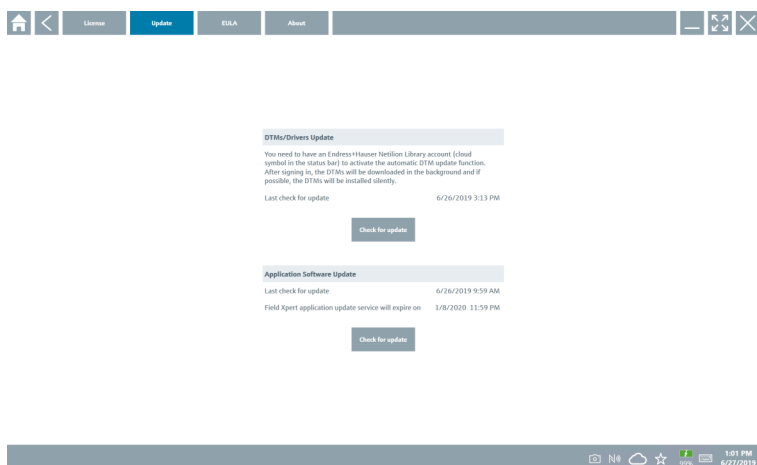 License Update EULA About
DTMs/Drivers Update
You need to have an Endress+Hauser Netilion Library account (cloud
symbol in the status bar) to activate the automatic DTM update function.
After signing in, the DTMs will be downloaded in the background and if
possible, the DTMs will be installed silently.
Last check for update 6/26/2019 3:13 PM
Check for update
Application Software Update
Last check for update 6/26/2019 9:59 AM
Field Xpert application update service will expire on 1/8/2020 11:59 PM
Check for update
1:01 PM
99% 6/27/2019